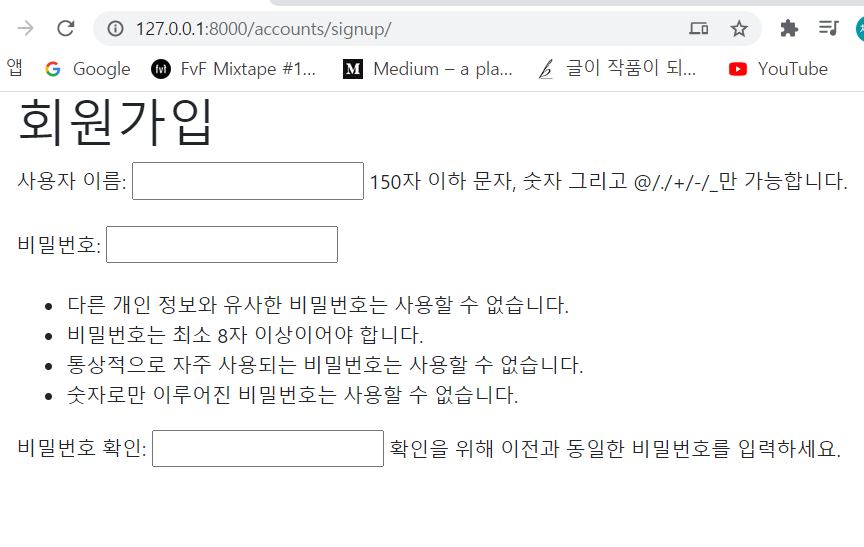 127.0.0.1:8000/accounts/signup/
앱 Google fvf FvF Mixtape #1... M Medium – a pla... 글이 작품이 되... YouTube
회원가입
사용자 이름: 150자 이하 문자, 숫자 그리고 @/./+/-/_만 가능합니다.
비밀번호:
• 다른 개인 정보와 유사한 비밀번호는 사용할 수 없습니다.
• 비밀번호는 최소 8자 이상이어야 합니다.
• 통상적으로 자주 사용되는 비밀번호는 사용할 수 없습니다.
• 숫자로만 이루어진 비밀번호는 사용할 수 없습니다.
비밀번호 확인: 확인을 위해 이전과 동일한 비밀번호를 입력하세요.